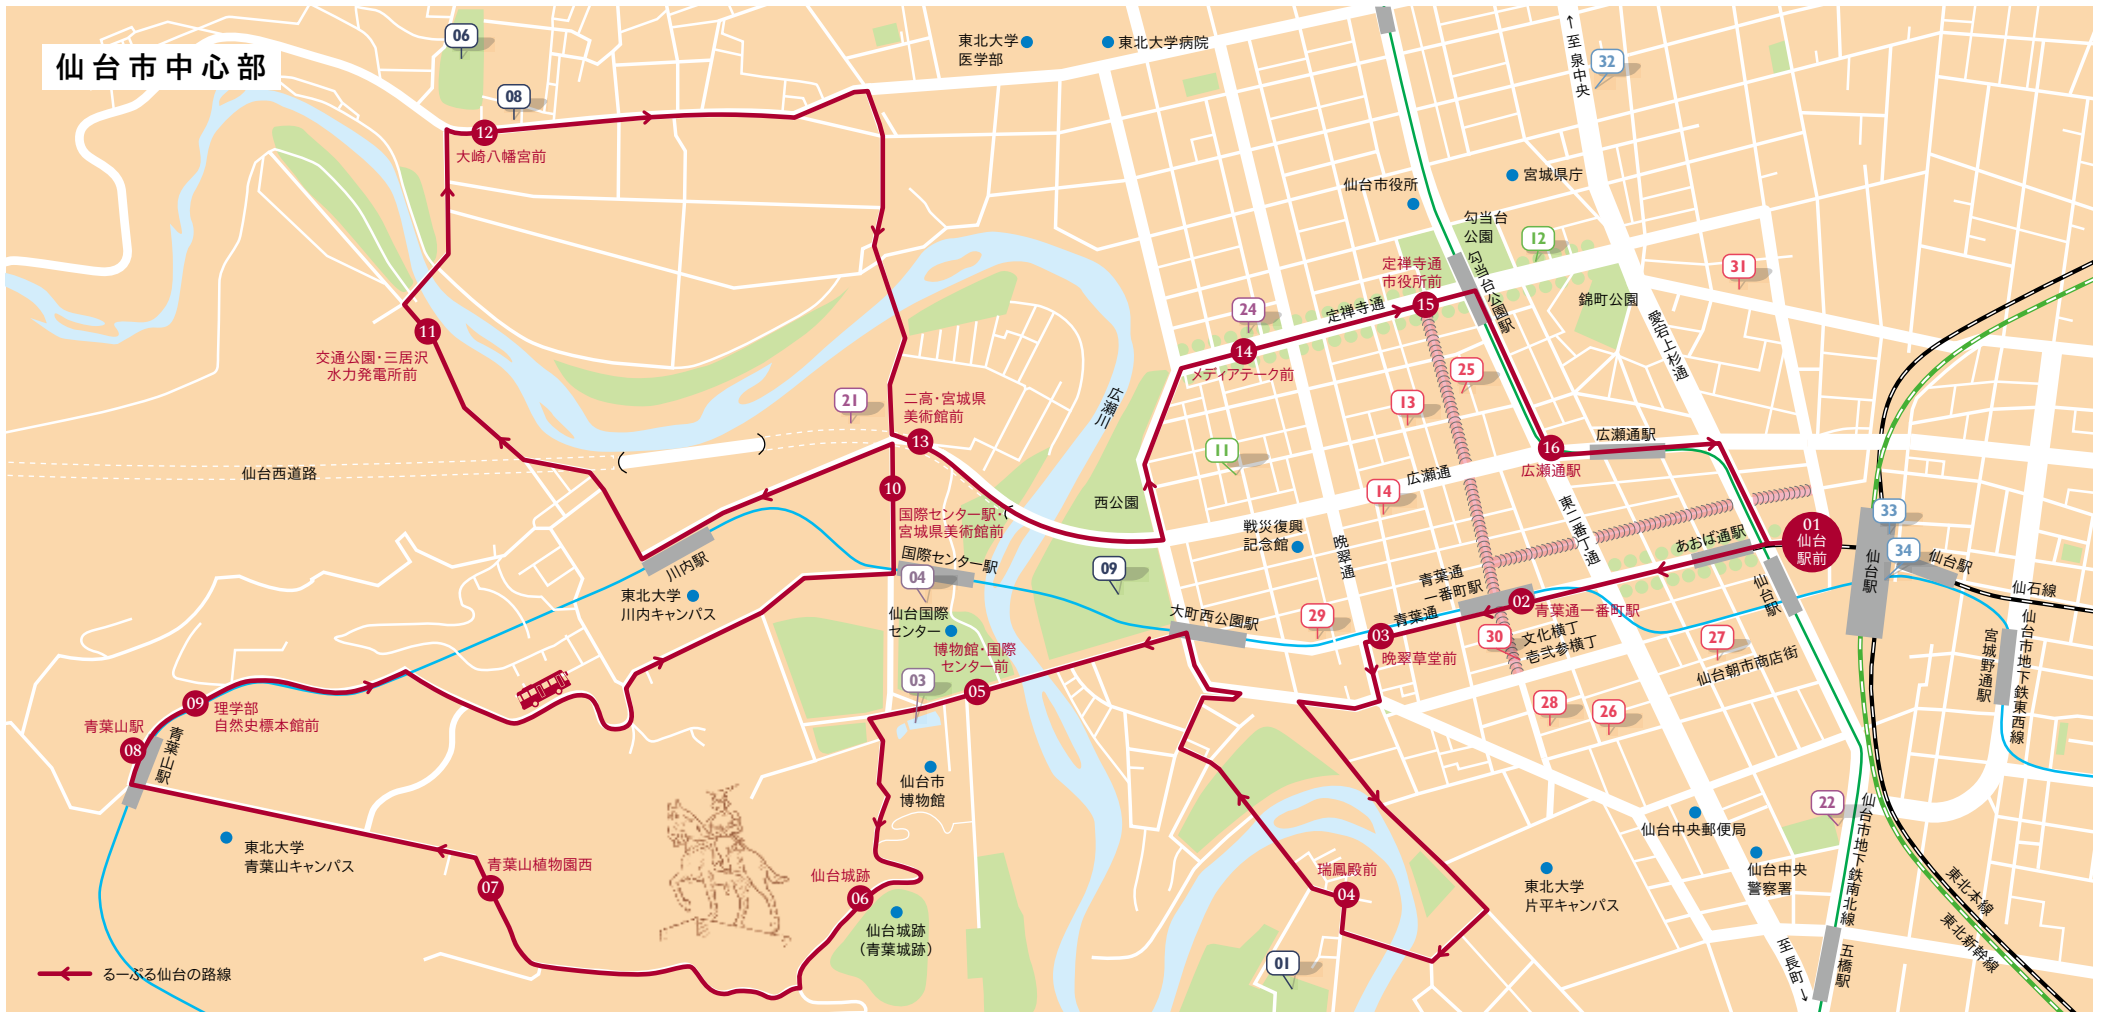 仙台市中心部
06
08
12
大崎八幡宮前
東北大学
医学部
東北大学病院
↑至泉中央
32
仙台市役所
宮城県庁
勾当台
公園
12
31
定禅寺通
市役所前
15
勾当台公園駅
錦町公園
愛宕上杉通
定禅寺通
24
14
メディアテーク前
25
13
11
交通公園・三居沢
水力発電所前
21
二高・宮城県
美術館前
13
広瀬川
仙台西道路
10
国際センター駅・
宮城県美術館前
西公園
11
広瀬通
14
16
広瀬通駅
広瀬通駅
東二番丁通
戦災復興
記念館
晩翠通
09
国際センター駅
04
川内駅
東北大学
川内キャンパス
仙台国際
センター
博物館・国際
センター前
05
03
大町西公園駅
29
青葉通
03
晩翠草堂前
青葉通
一番町駅
02
青葉通一番町駅
30
文化横丁
壱弐参横丁
あおば通駅
01
仙台
駅前
33
34
仙台駅
仙台駅
仙台駅
仙石線
仙台市地下鉄東西線
宮城野通駅
27
仙台朝市商店街
28
26
09
理学部
自然史標本館前
青葉山駅
08
青葉山駅
東北大学
青葉山キャンパス
07
青葉山植物園西
仙台市
博物館
仙台城跡
06
仙台城跡
(青葉城跡)
瑞鳳殿前
04
01
東北大学
片平キャンパス
仙台中央郵便局
仙台中央
警察署
22
仙台市地下鉄南北線
東北本線
東北新幹線
至長町→
五橋駅
るーぷる仙台の路線